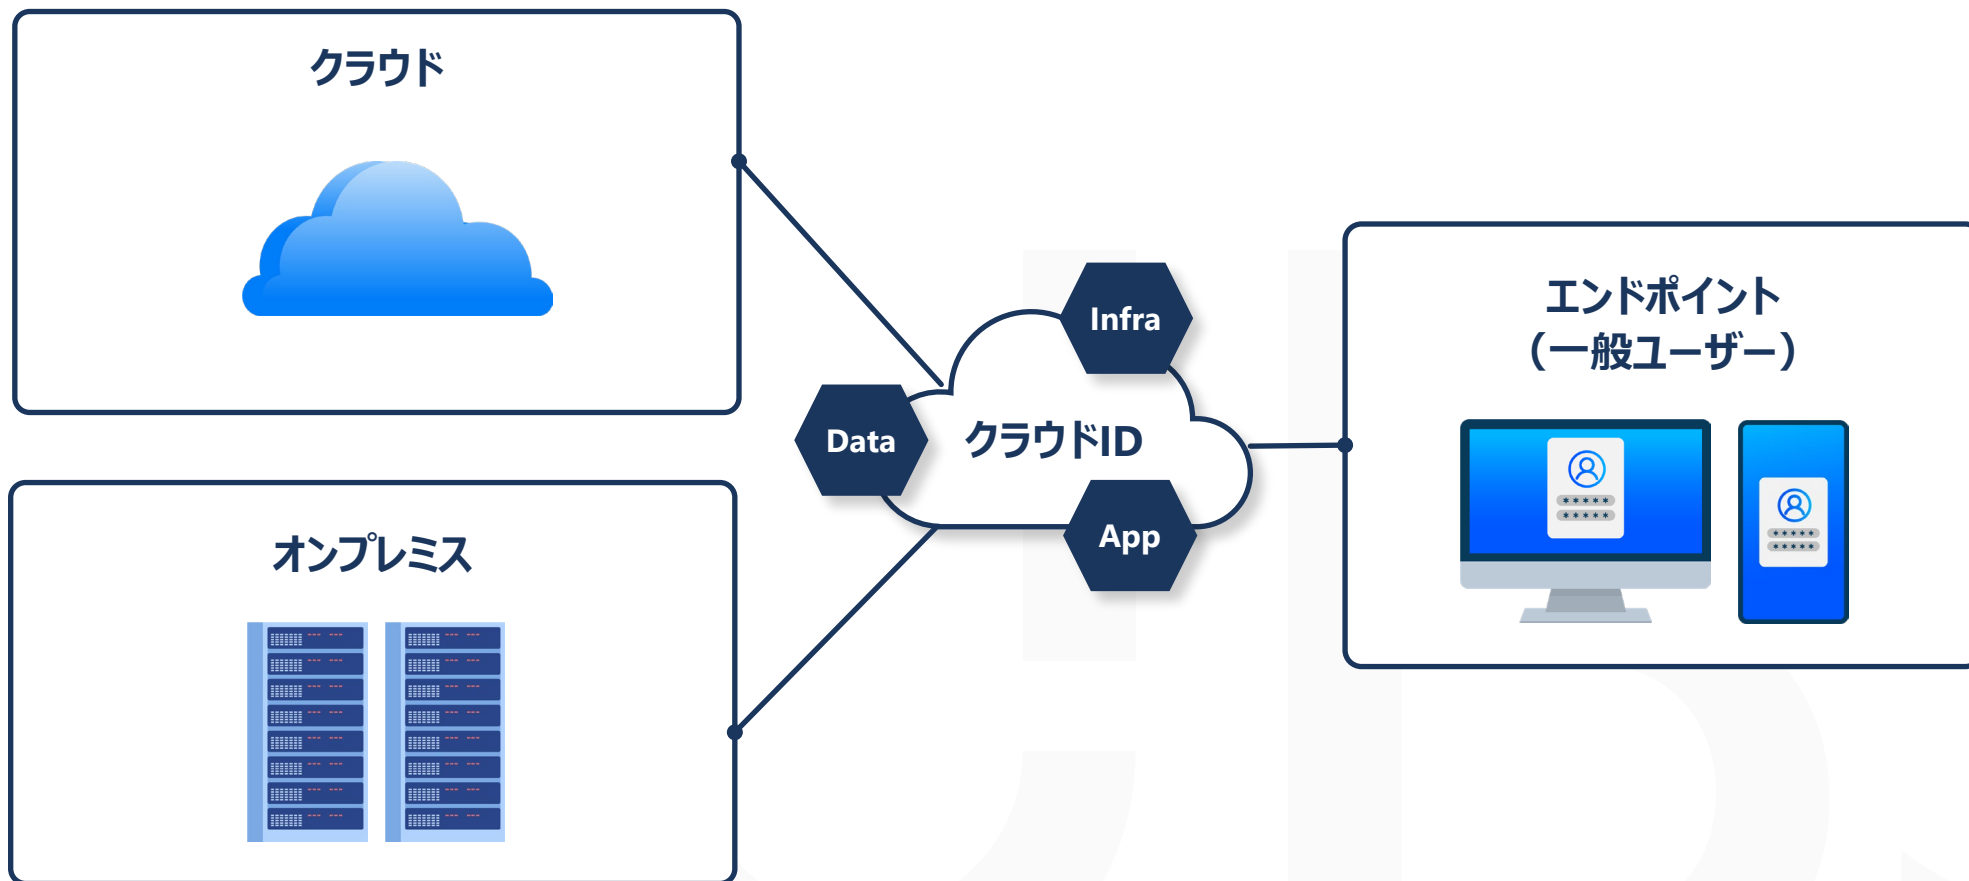 クラウド
オンプレミス
Infra
Data
クラウドID
App
エンドポイント
（一般ユーザー）
*****
*****
*****
*****